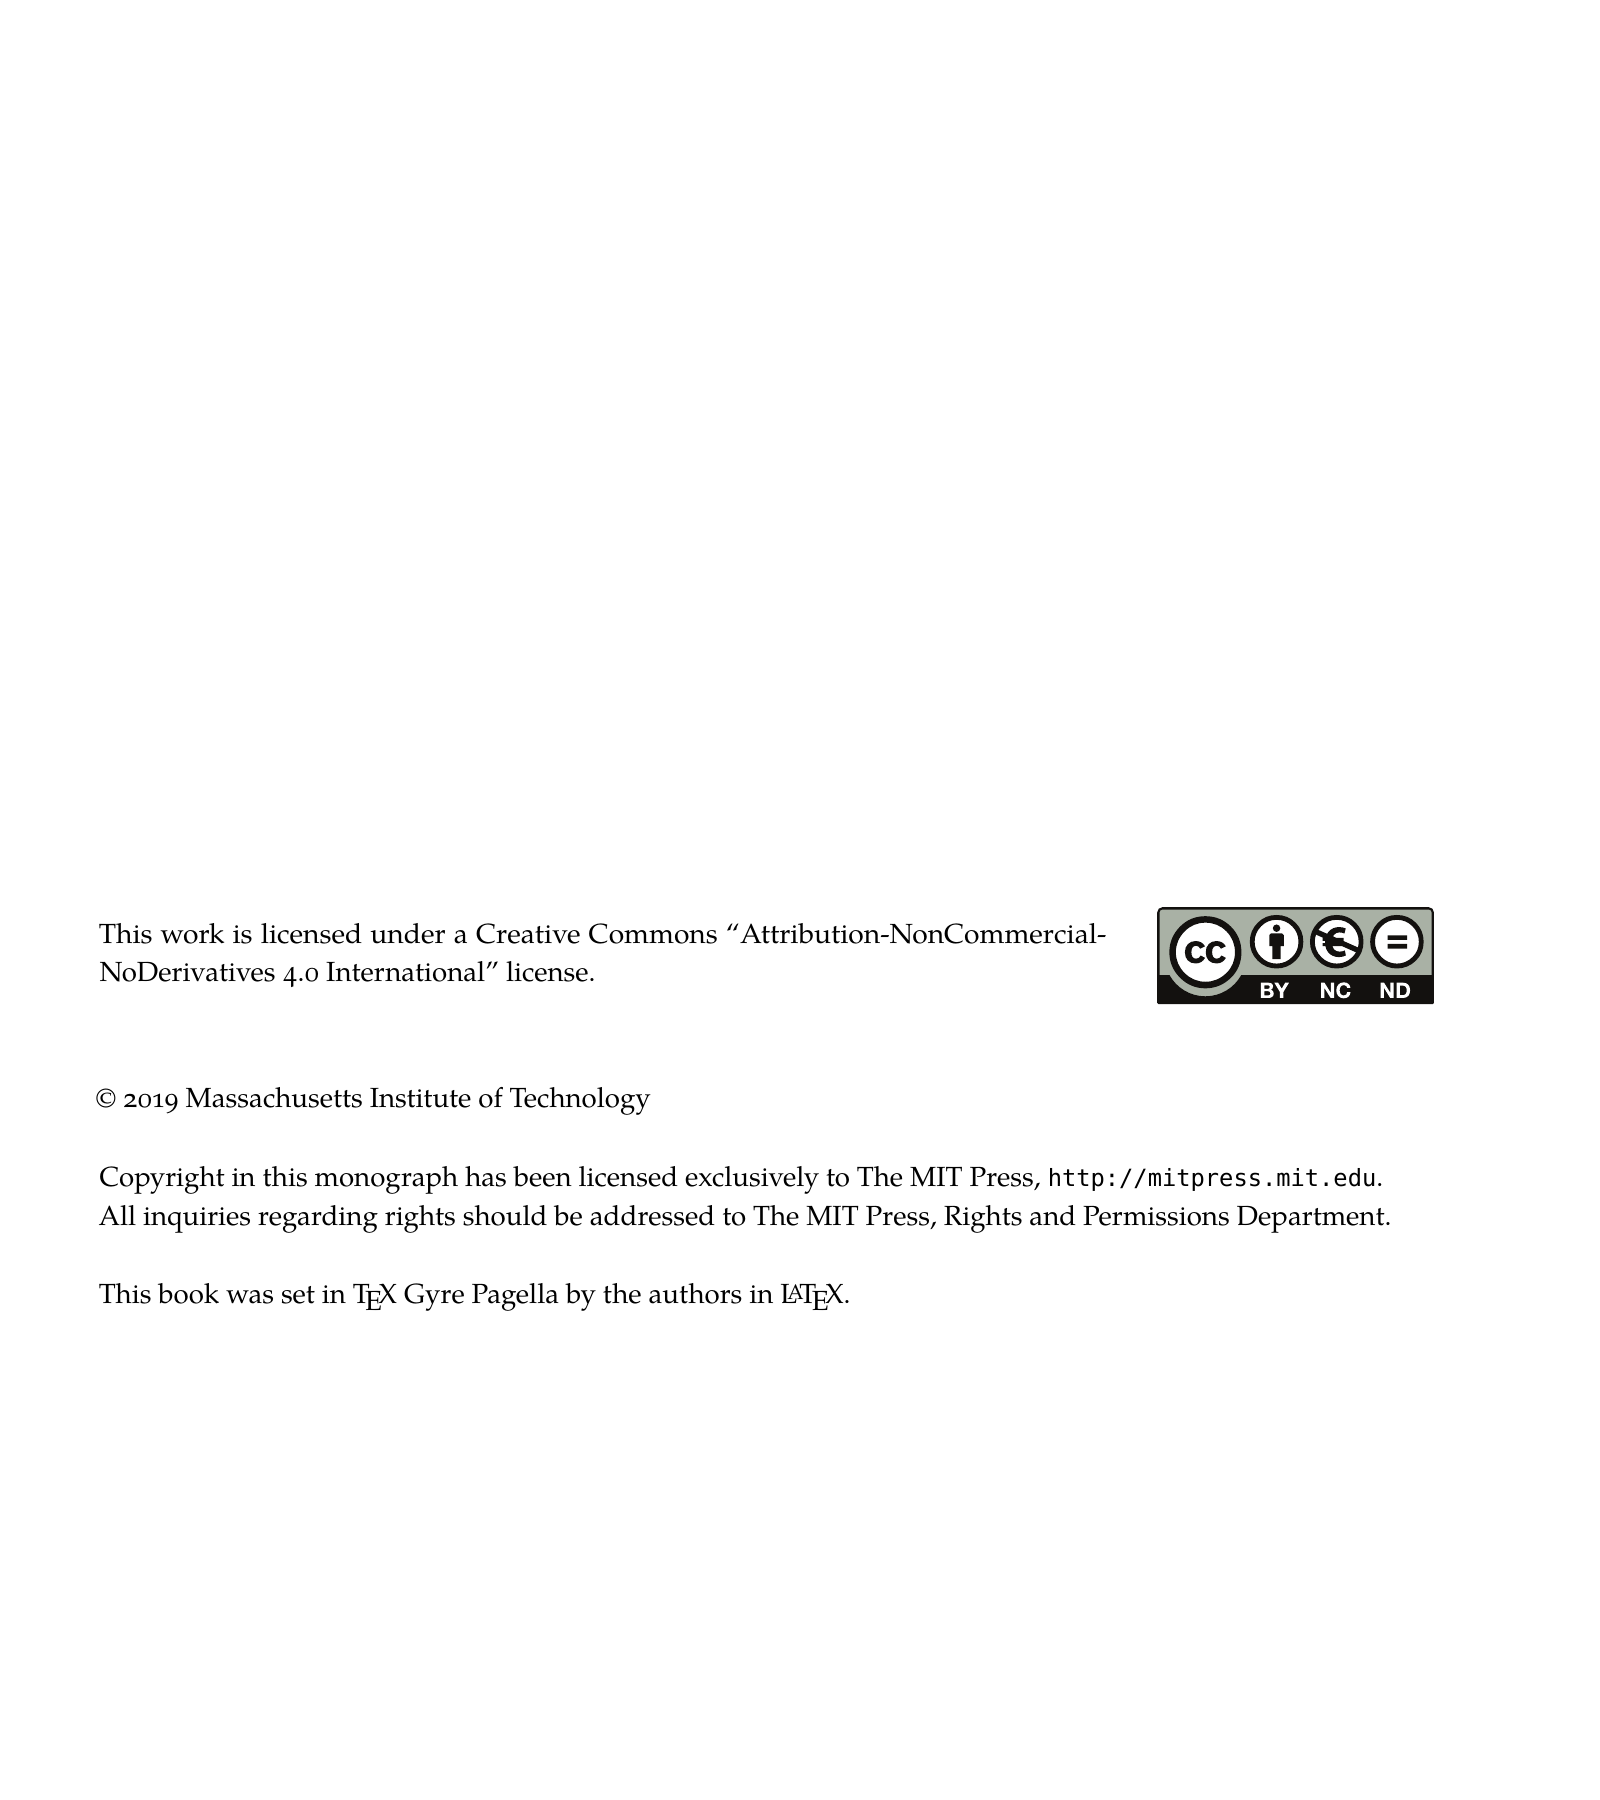 This work is licensed under a Creative Commons “Attribution-NonCommercial-
NoDerivatives 4.0 International” license.
cc
BY NC ND
© 2019 Massachusetts Institute of Technology
Copyright in this monograph has been licensed exclusively to The MIT Press, http://mitpress.mit.edu.
All inquiries regarding rights should be addressed to The MIT Press, Rights and Permissions Department.
This book was set in TEX Gyre Pagella by the authors in LATEX.